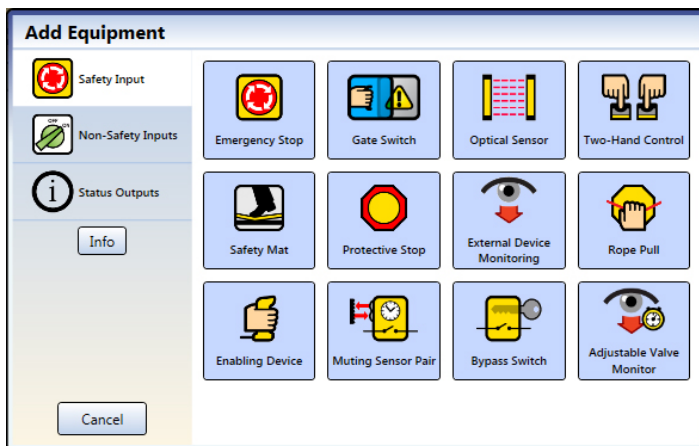 Add Equipment
Safety Input
OFF
ON
Non-Safety Inputs
i
Status Outputs
Info
Cancel
Emergency Stop
Gate Switch
Optical Sensor
Two-Hand Control
Safety Mat
Protective Stop
External Device
Monitoring
Rope Pull
Enabling Device
Muting Sensor Pair
Bypass Switch
Adjustable Valve
Monitor